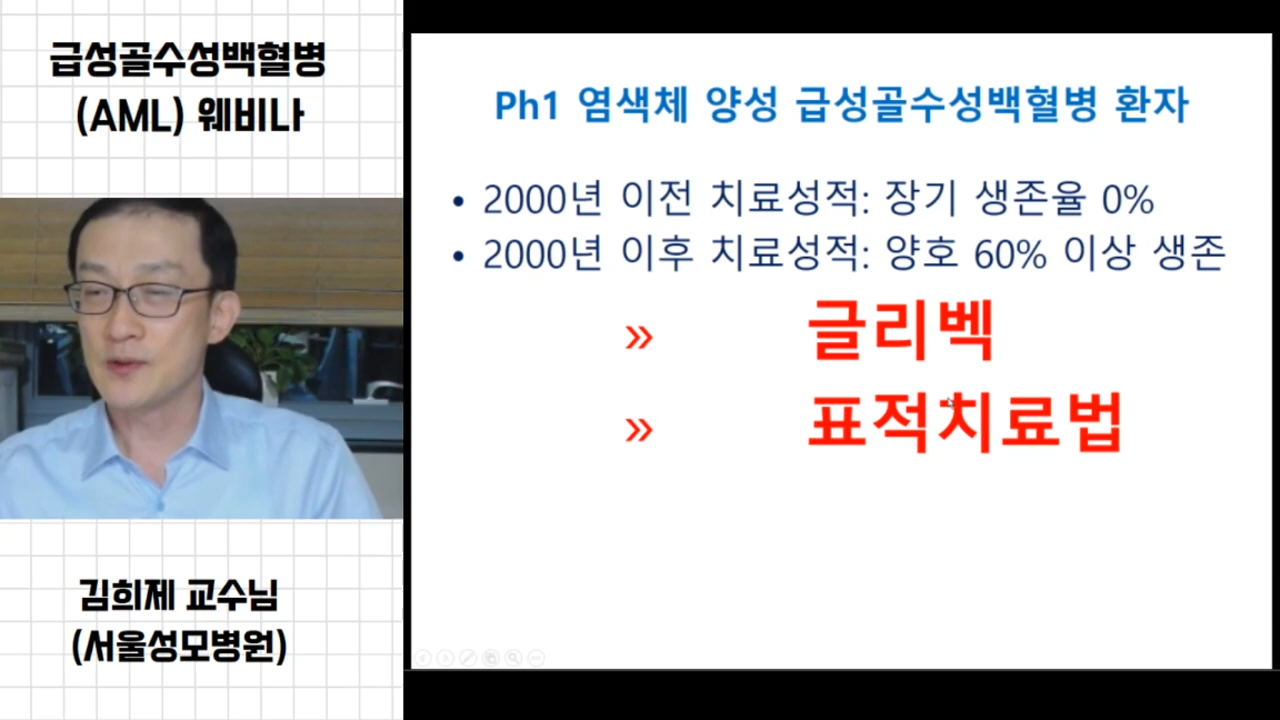 급성골수성백혈병
(AML) 웨비나
김희제 교수님
(서울성모병원)
Ph1 염색체 양성 급성골수성백혈병 환자
• 2000년 이전 치료성적: 장기 생존율 0%
• 2000년 이후 치료성적: 양호 60% 이상 생존
» 글리벡
» 표적치료법